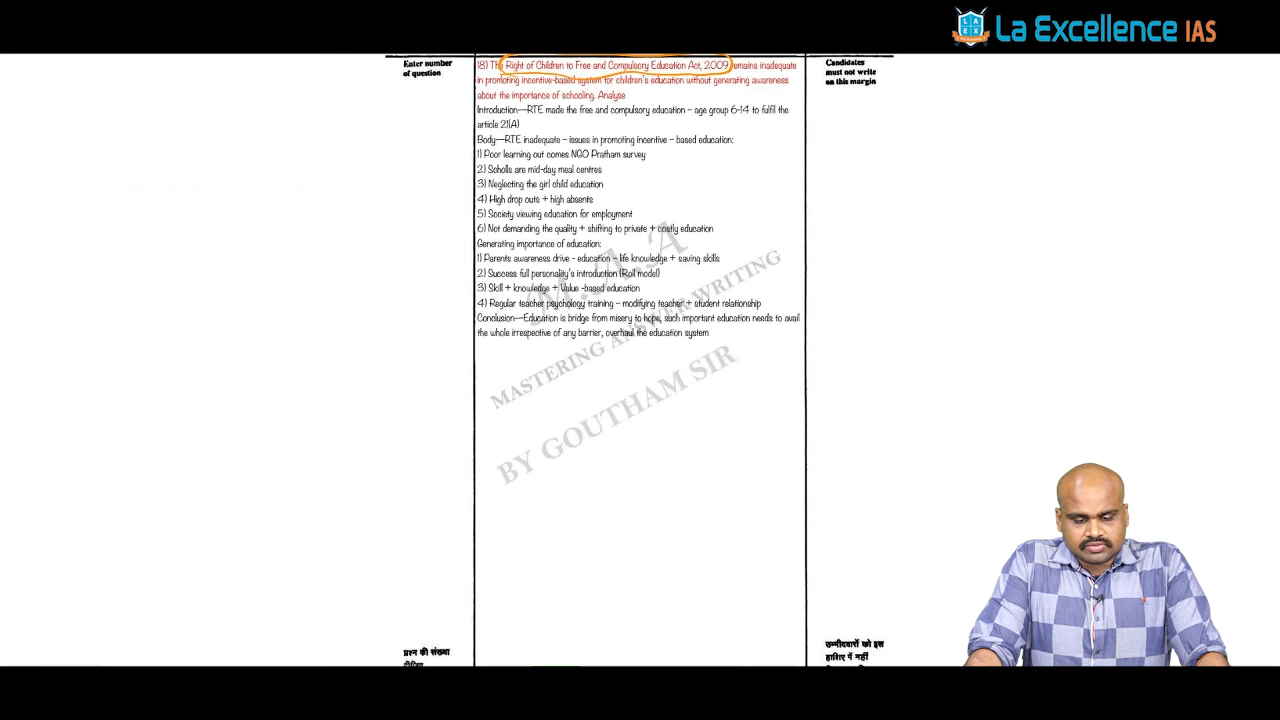 LA
EX
La Excellence IAS
Enter number
of question
18) The Right of Children to Free and Compulsory Education Act, 2009 remains inadequate
in promoting incentive-based system for children's education without generating awareness
about the importance of schooling. Analyse
Introduction—RTE made the free and compulsory education – age group 6-14 to fulfil the
article 21(A)
Body—RTE inadequate – issues in promoting incentive – based education:
1) Poor learning out comes NGO Pratham survey
2) Scholls are mid-day meal centres
3) Neglecting the girl child education
4) High drop outs + high absents
5) Society viewing education for employment
6) Not demanding the quality + shifting to private + costly education
Generating importance of education:
1) Parents awareness drive - education – life knowledge + saving skills
2) Success full personality's introduction (Roll model)
3) Skill + knowledge + Value -based education
4) Regular teacher psychology training – modifying teacher + student relationship
Conclusion—Education is bridge from misery to hope, such important education needs to avail
the whole irrespective of any barrier, overhaul the education system
Candidates
must not write
on this margin
M.A.A
MASTERING ANSWER WRITING
BY GOUTHAM SIR
प्रश्न की संख्या
उम्मीदवारों को इस
हाशिए में नहीं